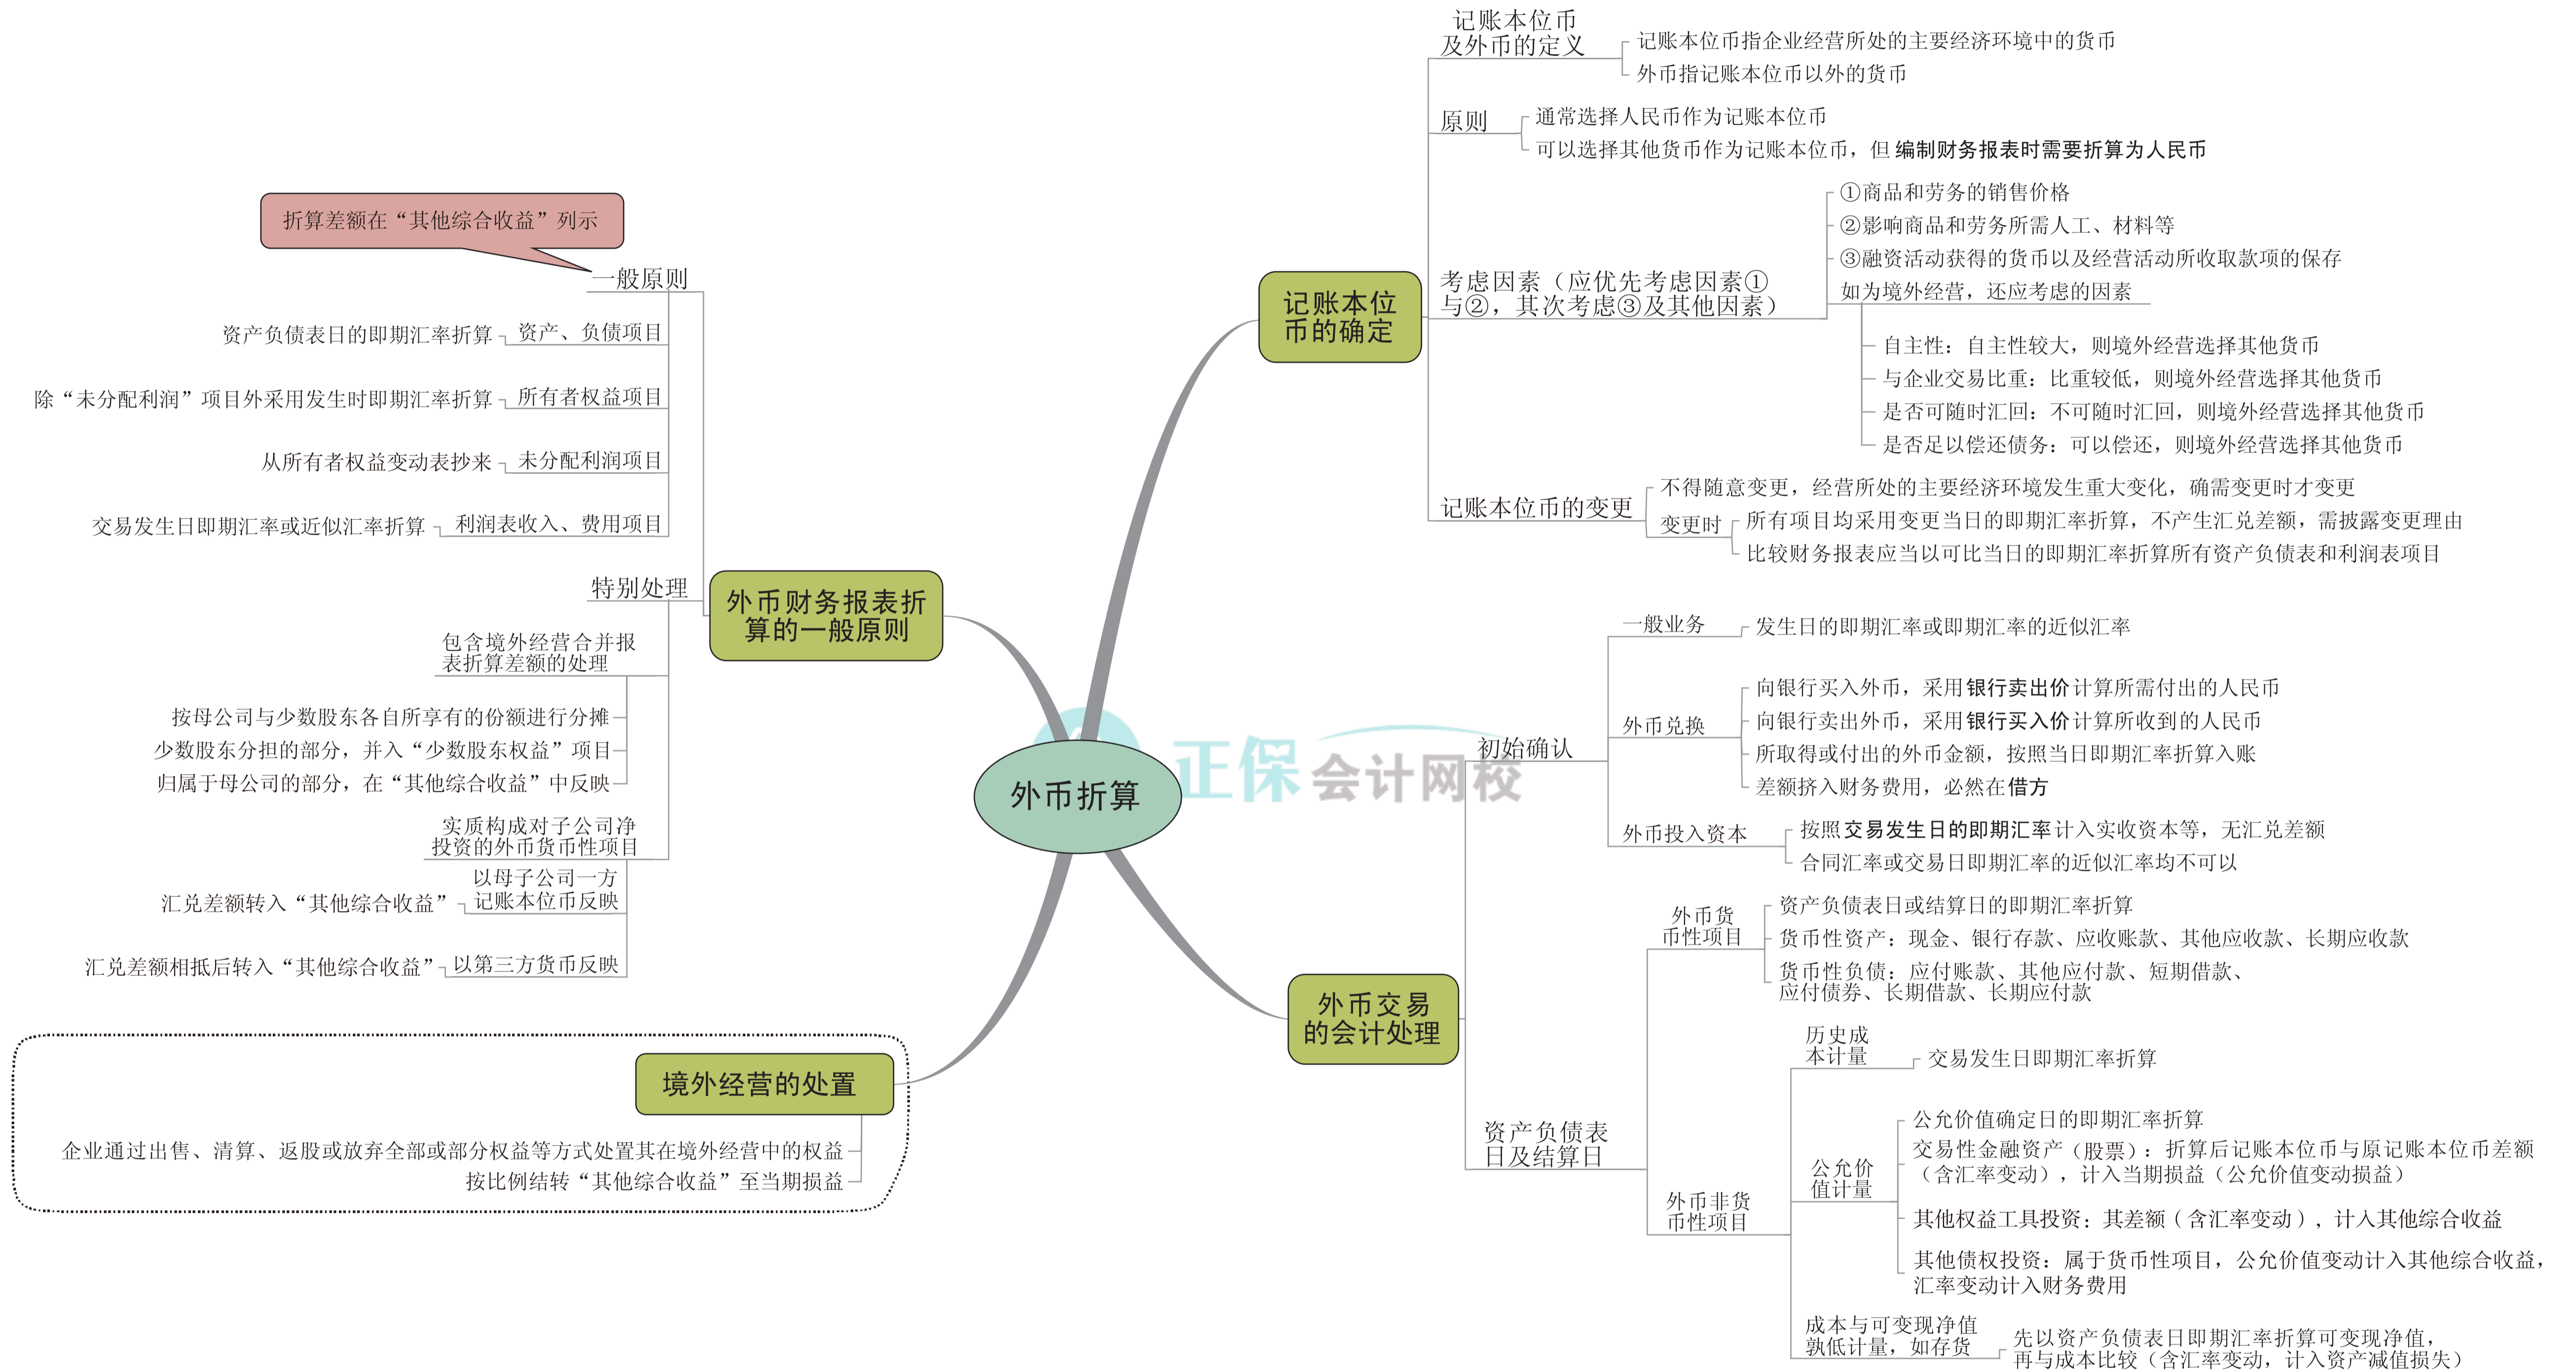 外币折算
正保会计网校
记账本位
币的确定
记账本位币
及外币的定义
记账本位币指企业经营所处的主要经济环境中的货币
外币指记账本位币以外的货币
原则
通常选择人民币作为记账本位币
可以选择其他货币作为记账本位币，但编制财务报表时需要折算为人民币
考虑因素（应优先考虑因素①
与②，其次考虑③及其他因素）
①商品和劳务的销售价格
②影响商品和劳务所需人工、材料等
③融资活动获得的货币以及经营活动所收取款项的保存
如为境外经营，还应考虑的因素
自主性：自主性较大，则境外经营选择其他货币
与企业交易比重：比重较低，则境外经营选择其他货币
是否可随时汇回：不可随时汇回，则境外经营选择其他货币
是否足以偿还债务：可以偿还，则境外经营选择其他货币
记账本位币的变更
不得随意变更，经营所处的主要经济环境发生重大变化，确需变更时才变更
变更时
所有项目均采用变更当日的即期汇率折算，不产生汇兑差额，需披露变更理由
比较财务报表应当以可比当日的即期汇率折算所有资产负债表和利润表项目
外币交易
的会计处理
初始确认
一般业务
发生日的即期汇率或即期汇率的近似汇率
外币兑换
向银行买入外币，采用银行卖出价计算所需付出的人民币
向银行卖出外币，采用银行买入价计算所收到的人民币
所取得或付出的外币金额，按照当日即期汇率折算入账
差额挤入财务费用，必然在借方
外币投入资本
按照交易发生日的即期汇率计入实收资本等，无汇兑差额
合同汇率或交易日即期汇率的近似汇率均不可以
资产负债表
日及结算日
外币货
币性项目
资产负债表日或结算日的即期汇率折算
货币性资产：现金、银行存款、应收账款、其他应收款、长期应收款
货币性负债：应付账款、其他应付款、短期借款、
应付债券、长期借款、长期应付款
外币非货
币性项目
历史成
本计量
交易发生日即期汇率折算
公允价
值计量
公允价值确定日的即期汇率折算
交易性金融资产（股票）：折算后记账本位币与原记账本位币差额
（含汇率变动），计入当期损益（公允价值变动损益）
其他权益工具投资：其差额（含汇率变动），计入其他综合收益
其他债权投资：属于货币性项目，公允价值变动计入其他综合收益，
汇率变动计入财务费用
成本与可变现净值
孰低计量，如存货
先以资产负债表日即期汇率折算可变现净值，
再与成本比较（含汇率变动，计入资产减值损失）
外币财务报表折
算的一般原则
折算差额在“其他综合收益”列示
一般原则
资产、负债项目
资产负债表日的即期汇率折算
所有者权益项目
除“未分配利润”项目外采用发生时即期汇率折算
未分配利润项目
从所有者权益变动表抄来
利润表收入、费用项目
交易发生日即期汇率或近似汇率折算
特别处理
包含境外经营合并报
表折算差额的处理
按母公司与少数股东各自所享有的份额进行分摊
少数股东分担的部分，并入“少数股东权益”项目
归属于母公司的部分，在“其他综合收益”中反映
实质构成对子公司净
投资的外币货币性项目
以母子公司一方
记账本位币反映
汇兑差额转入“其他综合收益”
以第三方货币反映
汇兑差额相抵后转入“其他综合收益”
境外经营的处置
企业通过出售、清算、返股或放弃全部或部分权益等方式处置其在境外经营中的权益
按比例结转“其他综合收益”至当期损益